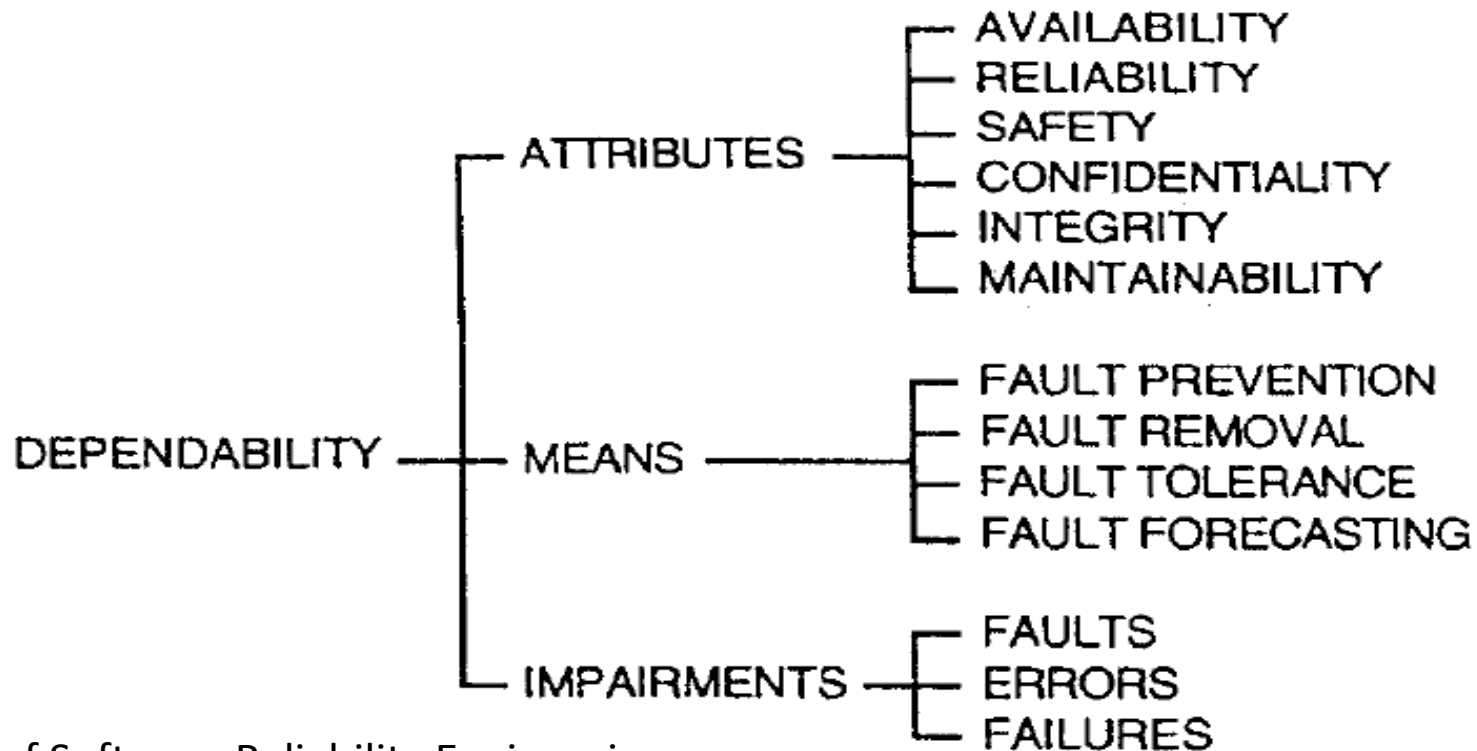 DEPENDABILITY
ATTRIBUTES
AVAILABILITY
RELIABILITY
SAFETY
CONFIDENTIALITY
INTEGRITY
MAINTAINABILITY
MEANS
FAULT PREVENTION
FAULT REMOVAL
FAULT TOLERANCE
FAULT FORECASTING
IMPAIRMENTS
FAULTS
ERRORS
FAILURES